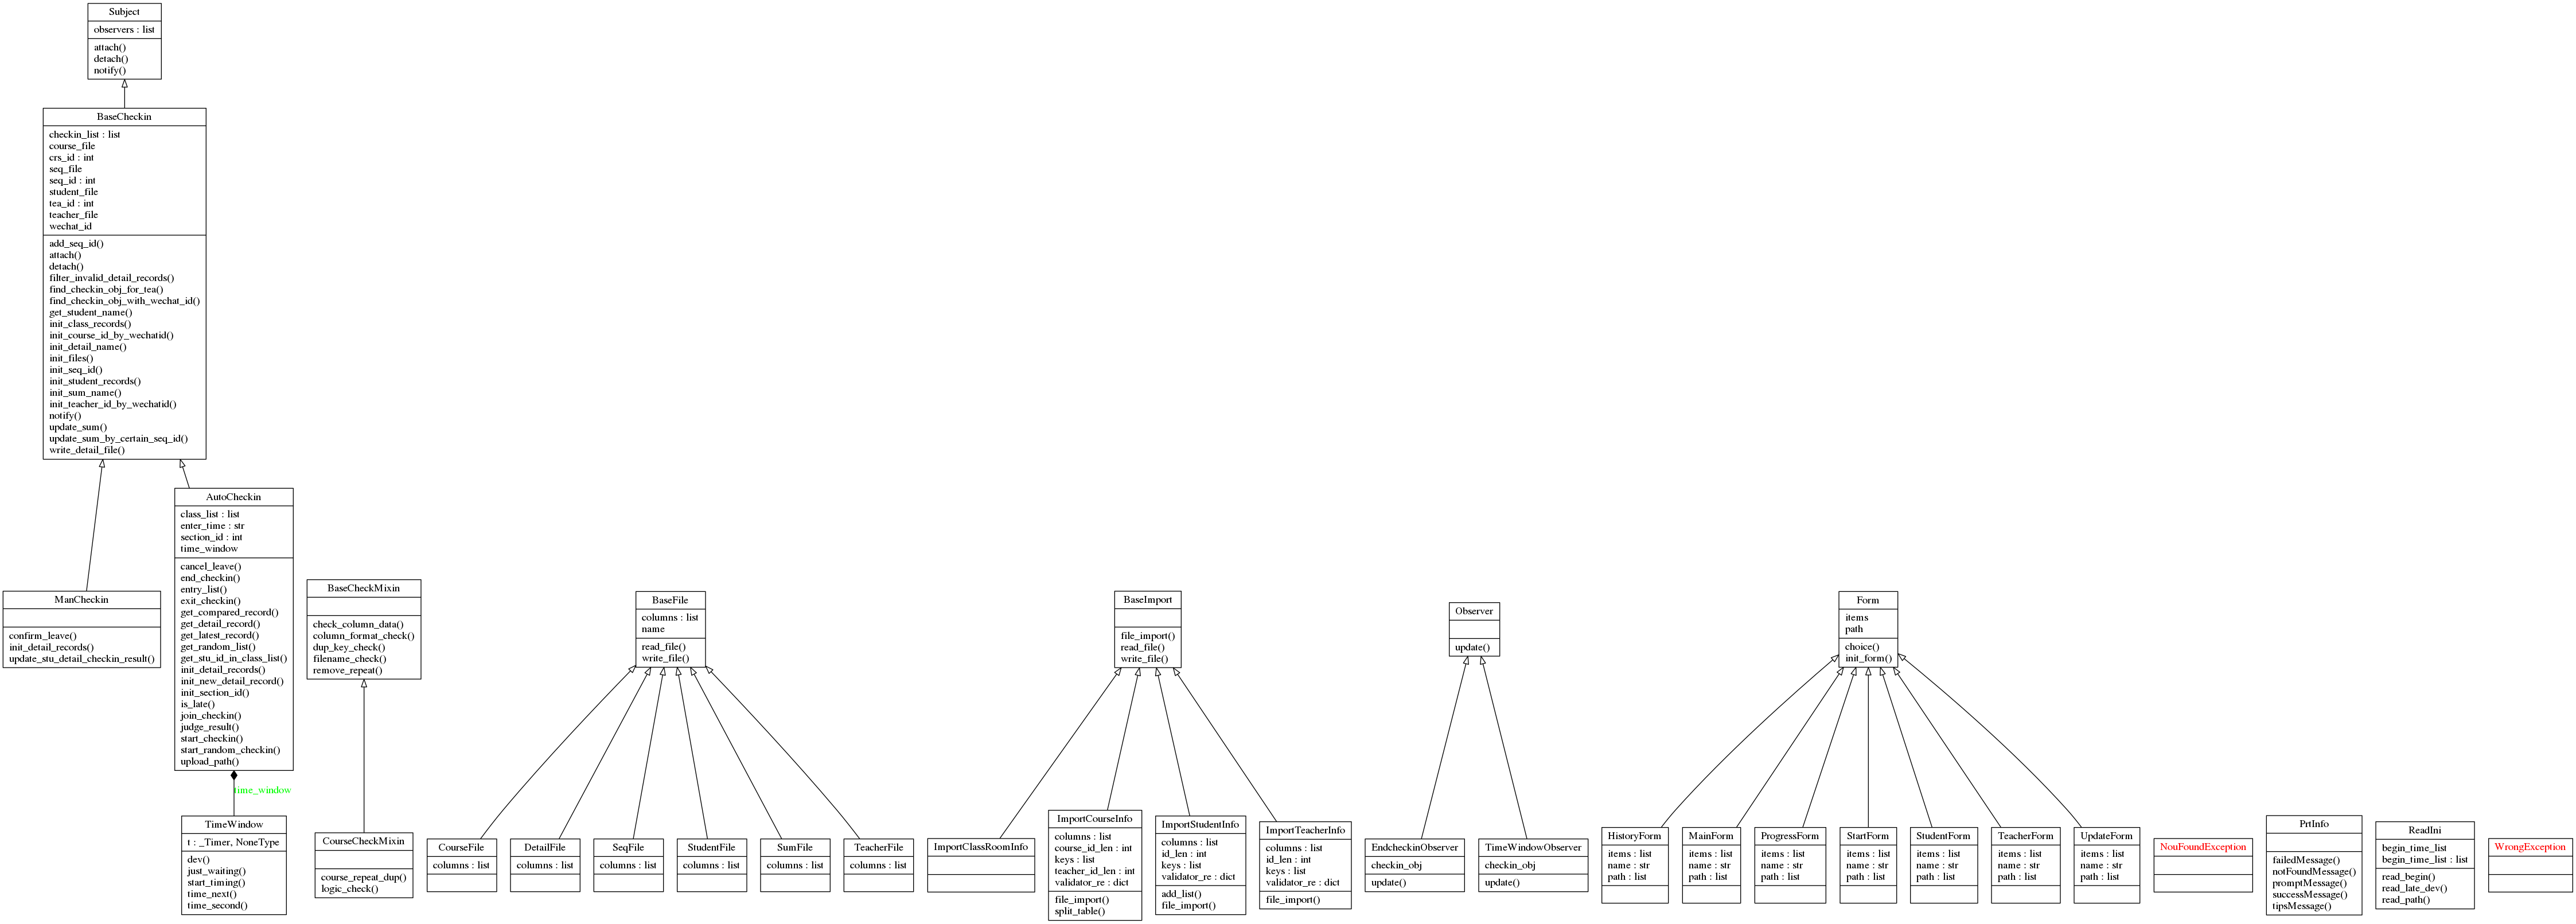 Subject
observers : list
attach()
detach()
notify()
BaseCheckin
checkin_list : list
course_file
crs_id : int
seq_file
seq_id : int
student_file
tea_id : int
teacher_file
wechat_id
add_seq_id()
attach()
detach()
filter_invalid_detail_records()
find_checkin_obj_for_tea()
find_checkin_obj_with_wechat_id()
get_student_name()
init_class_records()
init_course_id_by_wechatid()
init_detail_name()
init_files()
init_seq_id()
init_student_records()
init_sum_name()
init_teacher_id_by_wechatid()
notify()
update_sum()
update_sum_by_certain_seq_id()
write_detail_file()
ManCheckin
confirm_leave()
init_detail_records()
update_stu_detail_checkin_result()
AutoCheckin
class_list : list
enter_time : str
section_id : int
time_window
cancel_leave()
end_checkin()
entry_list()
exit_checkin()
get_compared_record()
get_detail_record()
get_latest_record()
get_random_list()
get_stu_id_in_class_list()
init_detail_records()
init_new_detail_record()
init_section_id()
is_late()
join_checkin()
judge_result()
start_checkin()
start_random_checkin()
upload_path()
time_window
TimeWindow
t : _Timer, NoneType
dev()
just_waiting()
start_timing()
time_next()
time_second()
BaseCheckMixin
check_column_data()
column_format_check()
dup_key_check()
filename_check()
remove_repeat()
CourseCheckMixin
course_repeat_dup()
logic_check()
BaseFile
columns : list
name
read_file()
write_file()
CourseFile
columns : list
DetailFile
columns : list
SeqFile
columns : list
StudentFile
columns : list
SumFile
columns : list
TeacherFile
columns : list
BaseImport
file_import()
read_file()
write_file()
ImportClassRoomInfo
ImportCourseInfo
columns : list
course_id_len : int
keys : list
teacher_id_len : int
validator_re : dict
file_import()
split_table()
ImportStudentInfo
columns : list
id_len : int
keys : list
validator_re : dict
add_list()
file_import()
ImportTeacherInfo
columns : list
id_len : int
keys : list
validator_re : dict
file_import()
Observer
update()
EndcheckinObserver
checkin_obj
update()
TimeWindowObserver
checkin_obj
update()
Form
items
path
choice()
init_form()
HistoryForm
items : list
name : str
path : list
MainForm
items : list
name : str
path : list
ProgressForm
items : list
name : str
path : list
StartForm
items : list
name : str
path : list
StudentForm
items : list
name : str
path : list
TeacherForm
items : list
name : str
path : list
UpdateForm
items : list
name : str
path : list
NouFoundException
PrtInfo
failedMessage()
notFoundMessage()
promptMessage()
successMessage()
tipsMessage()
ReadIni
begin_time_list
begin_time_list : list
read_begin()
read_late_dev()
read_path()
WrongException